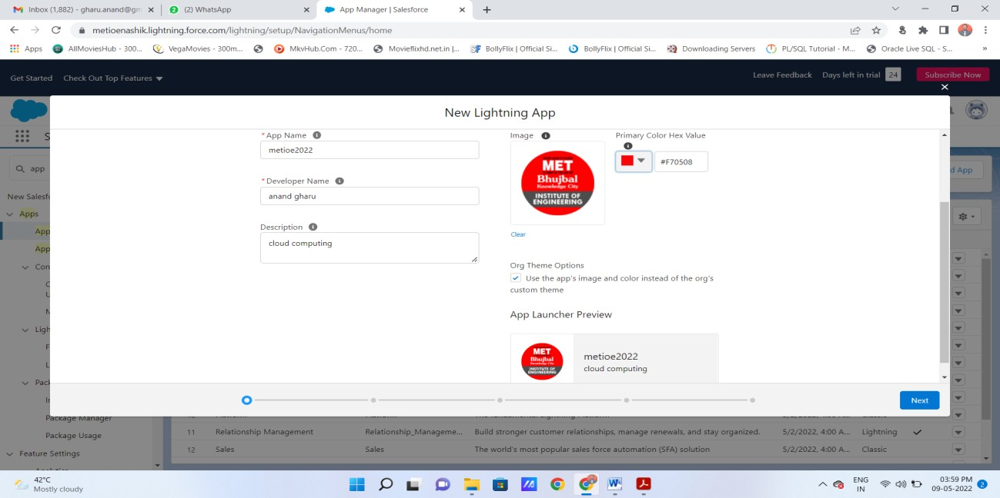 Inbox (1,882) - gharu.anand@gm
(2) WhatsApp
App Manager | Salesforce
metioenashik.lightning.force.com/lightning/setup/NavigationMenus/home
Apps
AllMoviesHub - 300...
VegaMovies - 300m...
MkvHub.Com - 720...
Movieflixhd.net.in |...
BollyFlix | Official Si...
BollyFlix | Official Si...
Downloading Servers
PL/SQL Tutorial - M...
Oracle Live SQL - S...
Get Started
Check Out Top Features
Leave Feedback
Days left in trial
24
Subscribe Now
New Lightning App
S
app
d App
New Salesfo
Apps
App
App
Con
C
U
N
Ligh
F
L
Pack
In
Package Manager
Package Usage
Feature Settings
* App Name
metioe2022
* Developer Name
anand gharu
Description
cloud computing
Image
MET
Bhujbal
Knowledge City
INSTITUTE OF
ENGINEERING
Clear
Primary Color Hex Value
#F70508
Org Theme Options
Use the app's image and color instead of the org's
custom theme
App Launcher Preview
MET
Bhujbal
Knowledge City
INSTITUTE OF
ENGINEERING
metioe2022
cloud computing
Next
11 Relationship Management Relationship_Manageme... Build stronger customer relationships, manage renewals, and stay organized. 5/2/2022, 4:00 A... Lightning
12 Sales Sales The world's most popular sales force automation (SFA) solution 5/2/2022, 4:00 A... Classic
42°C
Mostly cloudy
ENG
IN
03:59 PM
09-05-2022
2